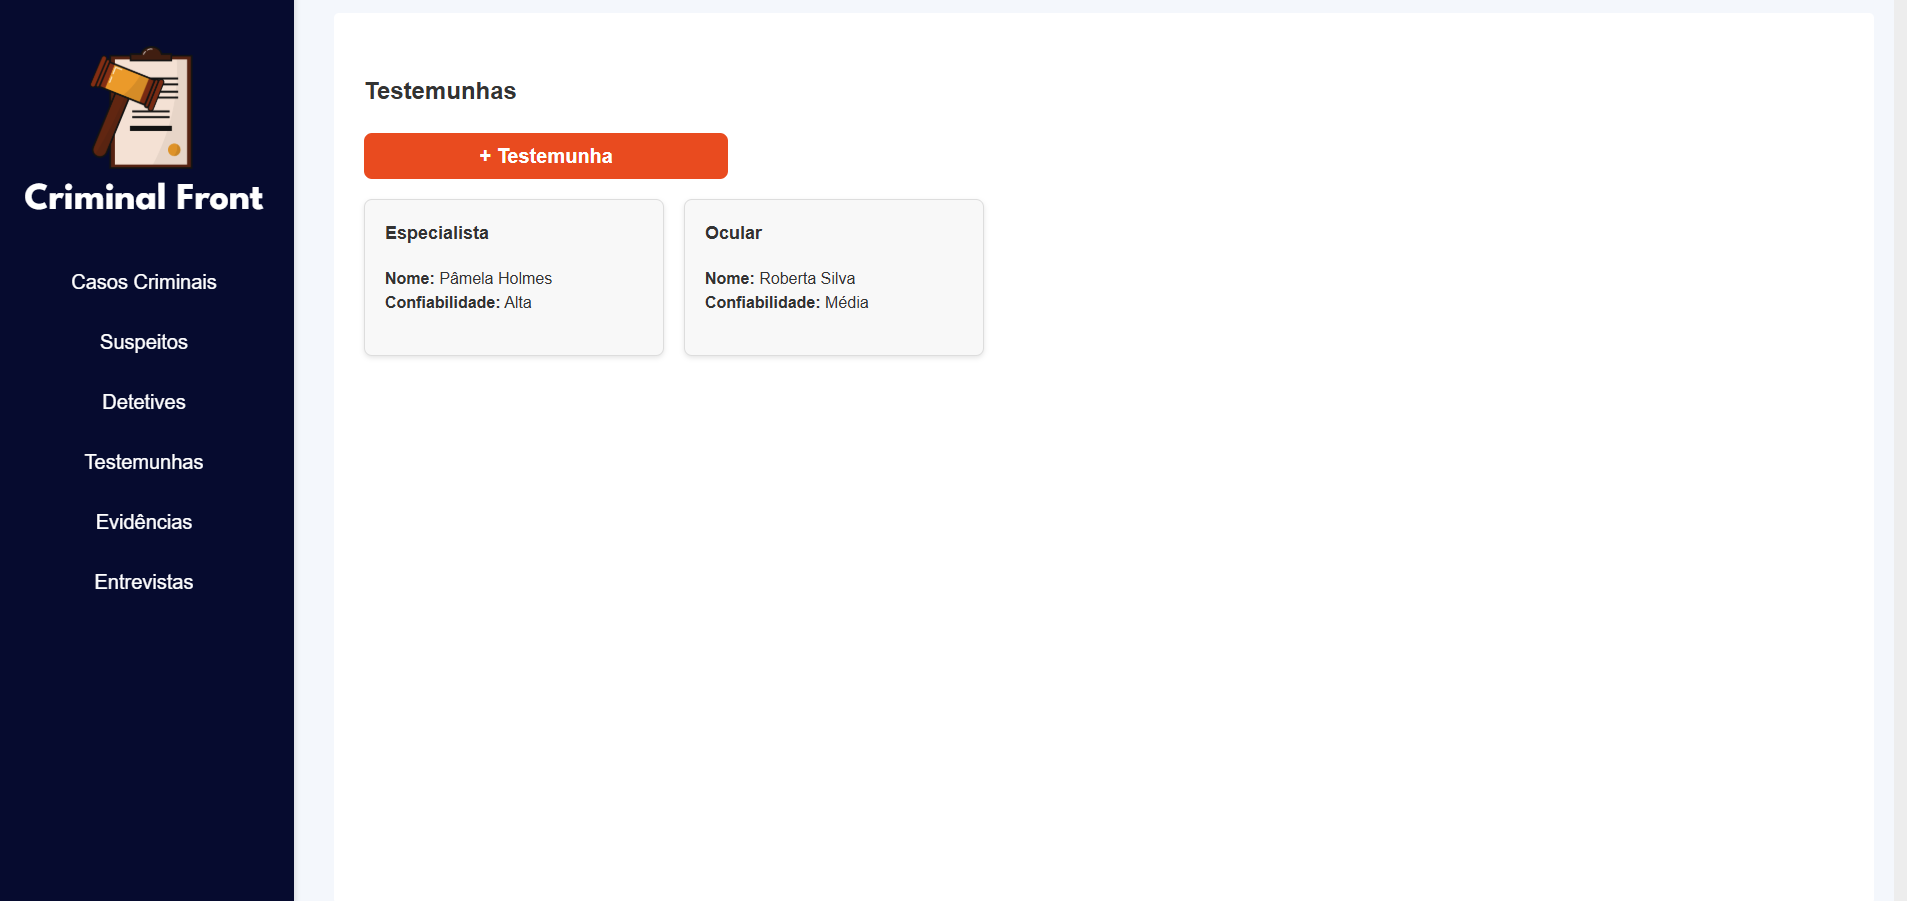 Criminal Front
Casos Criminais
Suspeitos
Detetives
Testemunhas
Evidências
Entrevistas
Testemunhas
+ Testemunha
Especialista
Nome: Pâmela Holmes
Confiabilidade: Alta
Ocular
Nome: Roberta Silva
Confiabilidade: Média